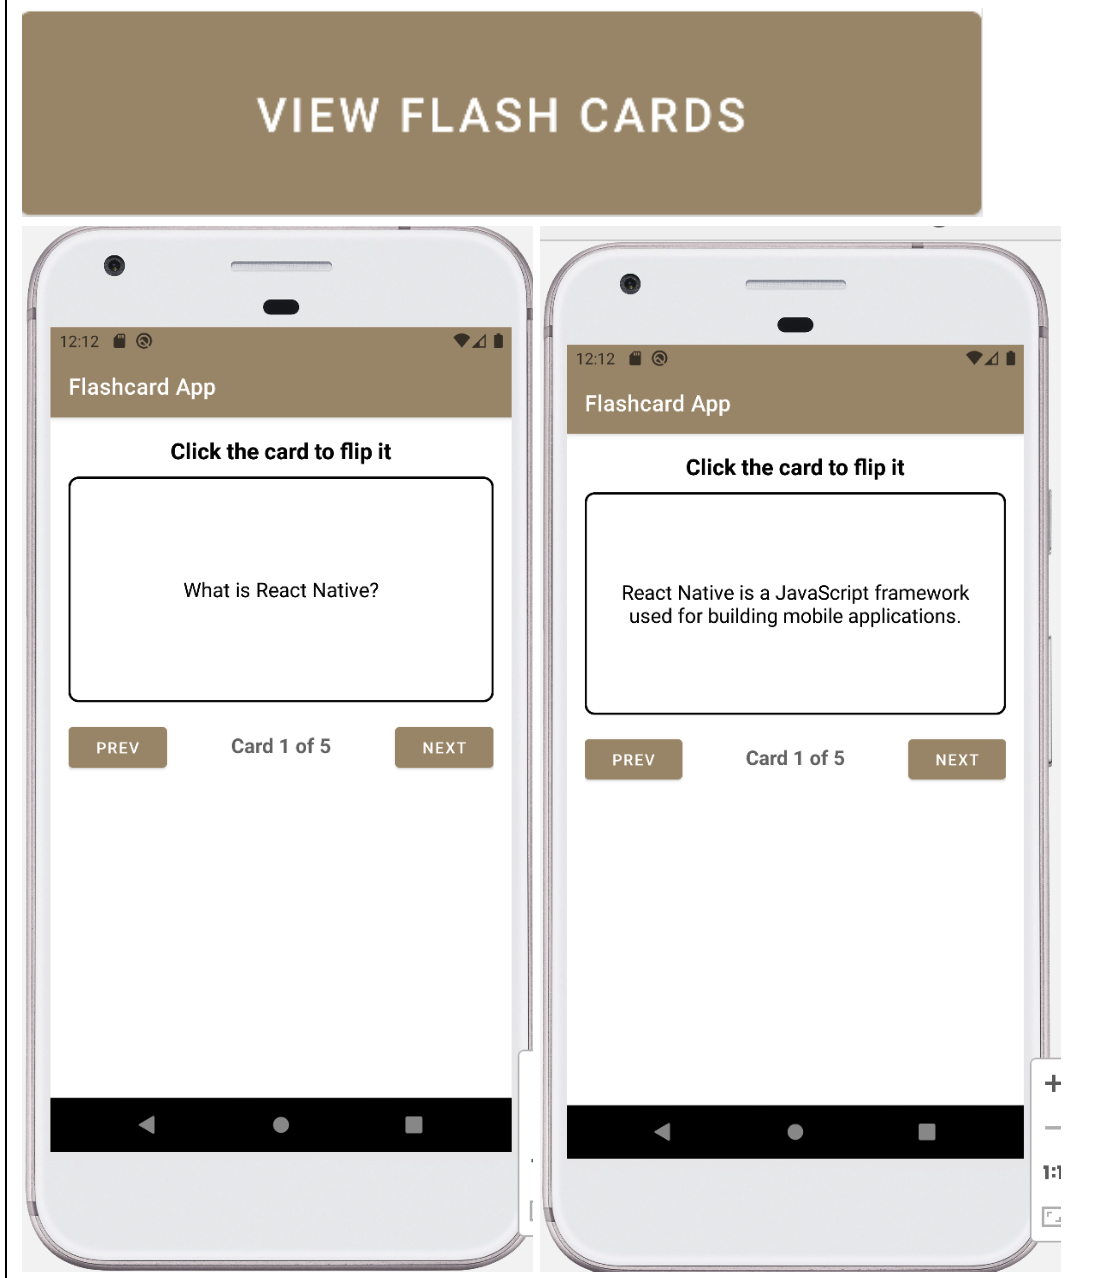 VIEW FLASH CARDS
12:12
Flashcard App
Click the card to flip it
What is React Native?
PREV
Card 1 of 5
NEXT
12:12
Flashcard App
Click the card to flip it
React Native is a JavaScript framework
used for building mobile applications.
PREV
Card 1 of 5
NEXT
1:1